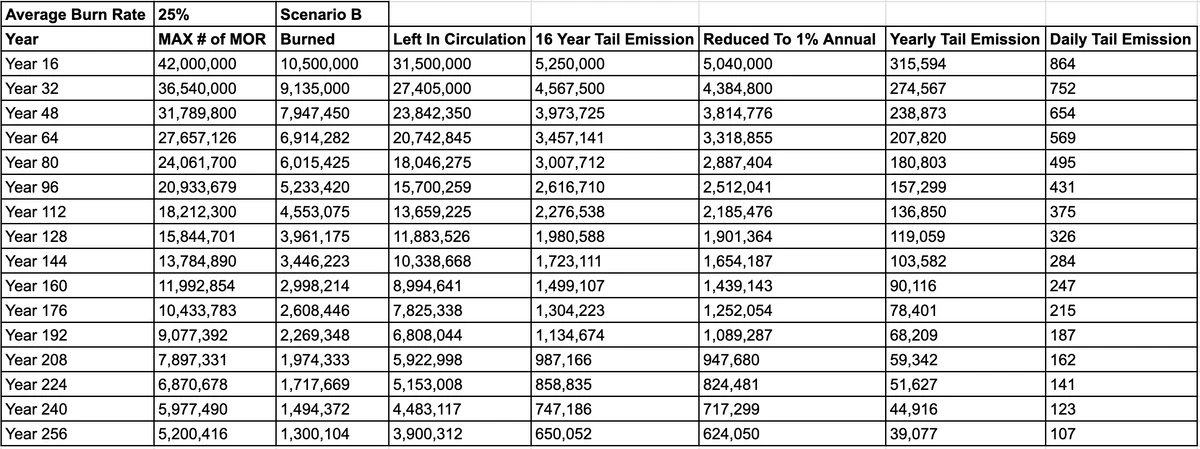 Average Burn Rate 25% Scenario B
Year MAX # of MOR Burned Left In Circulation 16 Year Tail Emission Reduced To 1% Annual Yearly Tail Emission Daily Tail Emission
Year 16 42,000,000 10,500,000 31,500,000 5,250,000 5,040,000 315,594 864
Year 32 36,540,000 9,135,000 27,405,000 4,567,500 4,384,800 274,567 752
Year 48 31,789,800 7,947,450 23,842,350 3,973,725 3,814,776 238,873 654
Year 64 27,657,126 6,914,282 20,742,845 3,457,141 3,318,855 207,820 569
Year 80 24,061,700 6,015,425 18,046,275 3,007,712 2,887,404 180,803 495
Year 96 20,933,679 5,233,420 15,700,259 2,616,710 2,512,041 157,299 431
Year 112 18,212,300 4,553,075 13,659,225 2,276,538 2,185,476 136,850 375
Year 128 15,844,701 3,961,175 11,883,526 1,980,588 1,901,364 119,059 326
Year 144 13,784,890 3,446,223 10,338,668 1,723,111 1,654,187 103,582 284
Year 160 11,992,854 2,998,214 8,994,641 1,499,107 1,439,143 90,116 247
Year 176 10,433,783 2,608,446 7,825,338 1,304,223 1,252,054 78,401 215
Year 192 9,077,392 2,269,348 6,808,044 1,134,674 1,089,287 68,209 187
Year 208 7,897,331 1,974,333 5,922,998 987,166 947,680 59,342 162
Year 224 6,870,678 1,717,669 5,153,008 858,835 824,481 51,627 141
Year 240 5,977,490 1,494,372 4,483,117 747,186 717,299 44,916 123
Year 256 5,200,416 1,300,104 3,900,312 650,052 624,050 39,077 107